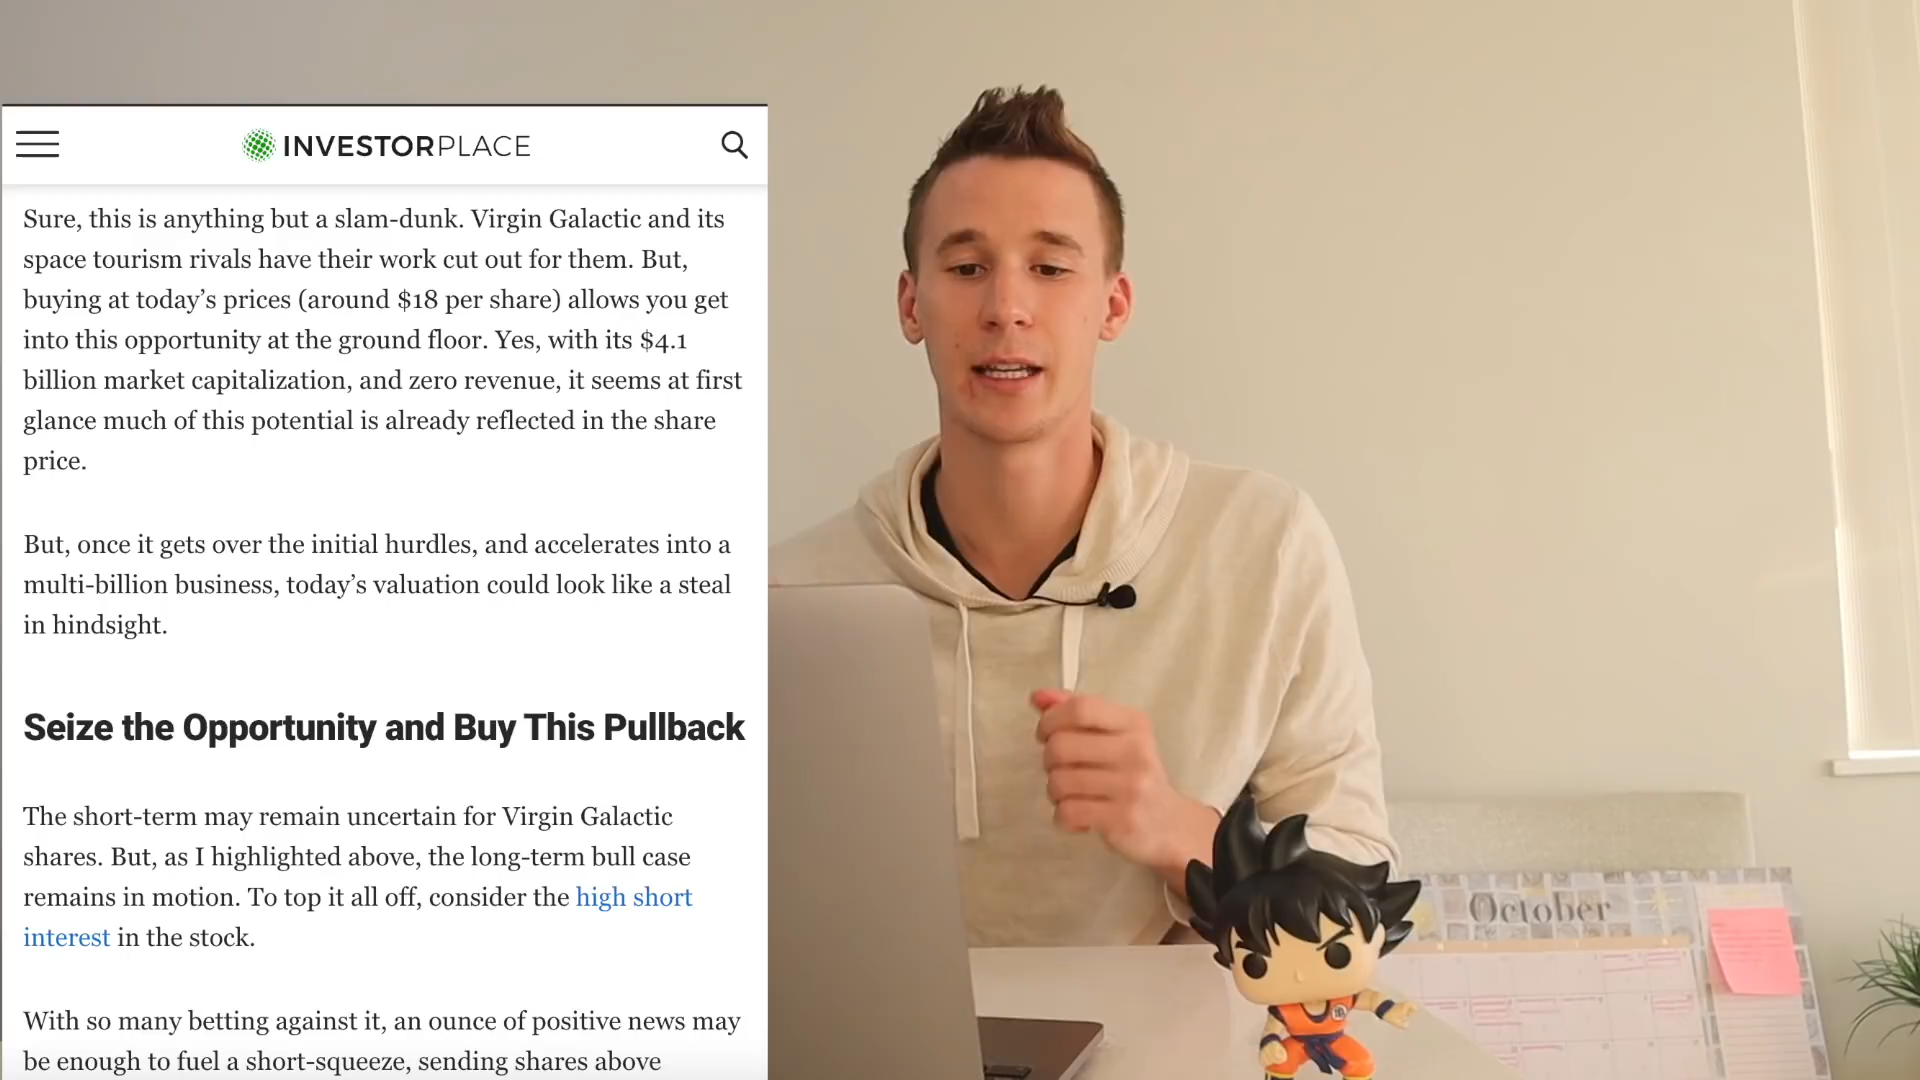 INVESTORPLACE
Sure, this is anything but a slam-dunk. Virgin Galactic and its
space tourism rivals have their work cut out for them. But,
buying at today’s prices (around $18 per share) allows you get
into this opportunity at the ground floor. Yes, with its $4.1
billion market capitalization, and zero revenue, it seems at first
glance much of this potential is already reflected in the share
price.
But, once it gets over the initial hurdles, and accelerates into a
multi-billion business, today’s valuation could look like a steal
in hindsight.
Seize the Opportunity and Buy This Pullback
The short-term may remain uncertain for Virgin Galactic
shares. But, as I highlighted above, the long-term bull case
remains in motion. To top it all off, consider the high short
interest in the stock.
With so many betting against it, an ounce of positive news may
be enough to fuel a short-squeeze, sending shares above
October